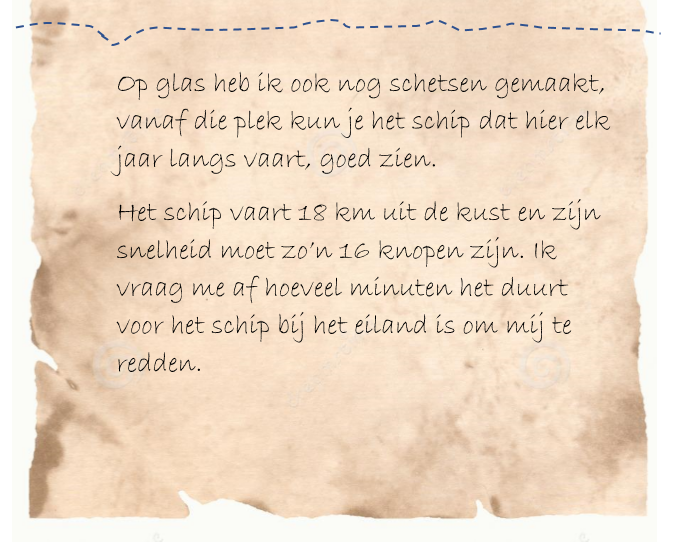 Op glas heb ik ook nog schetsen gemaakt,
vanaf die plek kun je het schip dat hier elk
jaar langs vaart, goed zien.
Het schip vaart 18 km uit de kust en zijn
snelheid moet zo'n 16 knopen zijn. Ik
vraag me af hoeveel minuten het duurt
voor het schip bij het eiland is om mij te
redden.